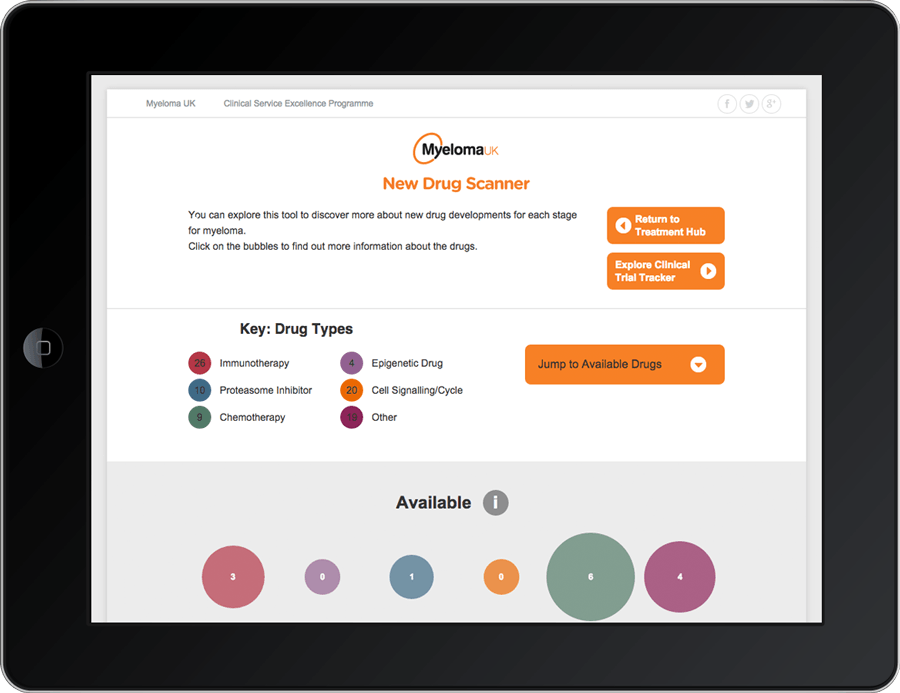 Myeloma UK
Clinical Service Excellence Programme
f
g+
MyelomaUK
New Drug Scanner
You can explore this tool to discover more about new drug developments for each stage
for myeloma.
Click on the bubbles to find out more information about the drugs.
Return to
Treatment Hub
Explore Clinical
Trial Tracker
Key: Drug Types
26 Immunotherapy
4 Epigenetic Drug
10 Proteasome Inhibitor
20 Cell Signalling/Cycle
9 Chemotherapy
Other
Jump to Available Drugs
Available i
3 0 1 0 6 4